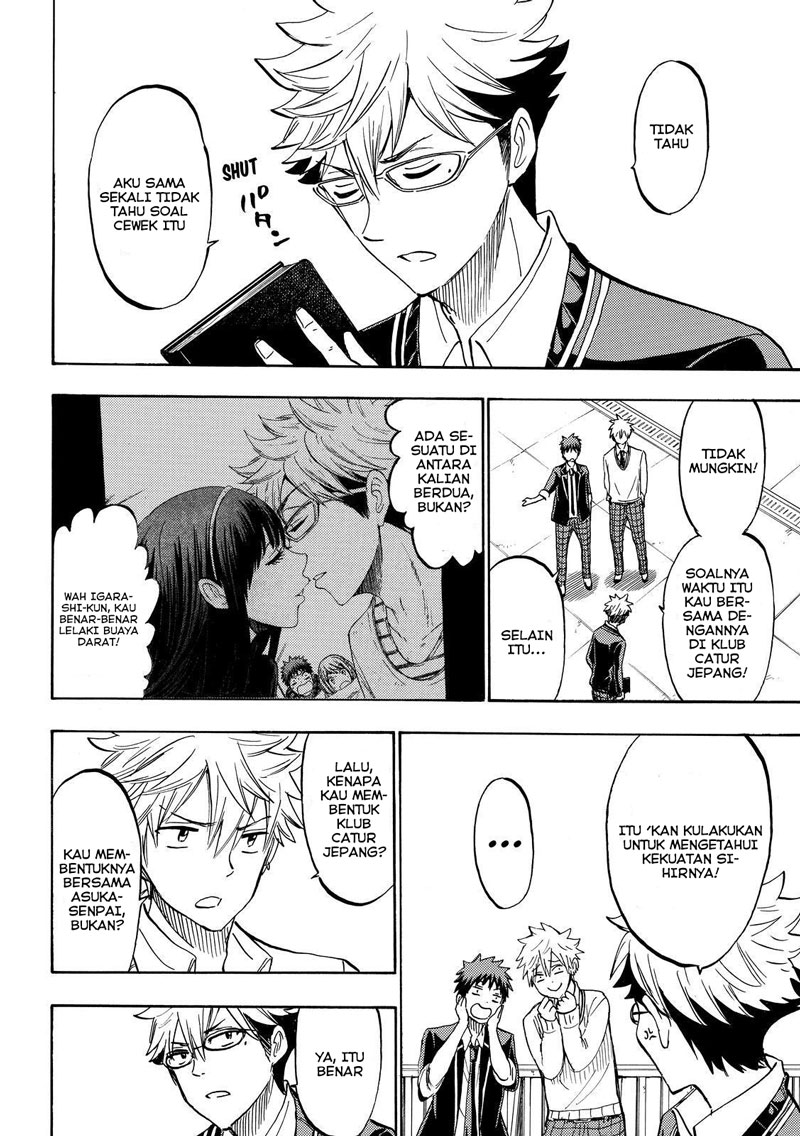 TIDAK
TAHU
AKU SAMA
SEKALI TIDAK
TAHU SOAL
CEWEK ITU
SHUT
パタン
TIDAK
MUNGKIN!
SOALNYA
WAKTU ITU
KAU BER-
SAMA DE-
NGANNYA
DI KLUB
CATUR
JEPANG!
SELAIN
ITU...
ADA SE-
SUATU DI
ANTARA
KALIAN
BERDUA,
BUKAN?
WAH IGARA-
SHI-KUN, KAU
BENAR-BENAR
LELAKI BUAYA
DARAT!
ITU 'KAN KULAKUKAN
UNTUK MENGETAHUI
KEKUATAN SI-
HIRNYA!
...
LALU,
KENAPA
KAU MEM-
BENTUK
KLUB
CATUR
JEPANG?
KAU MEM-
BENTUKNYA
BERSAMA
ASUKA-
SENPAI,
BUKAN?
YA, ITU
BENAR